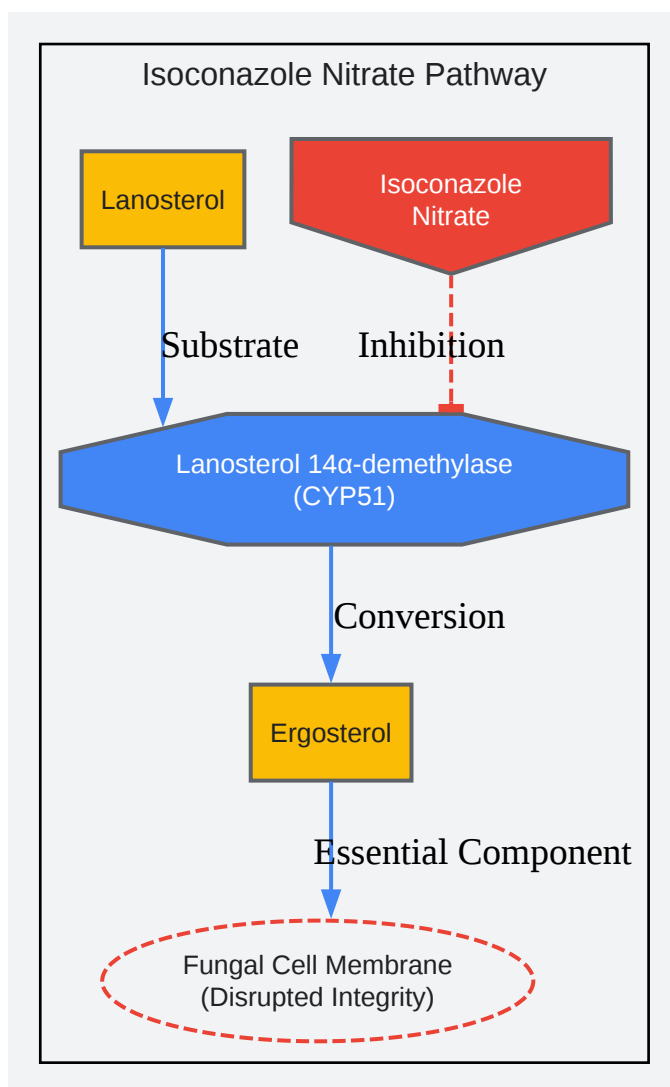 Isoconazole Nitrate Pathway
Lanosterol
Isoconazole
Nitrate
Substrate
Inhibition
Lanosterol 14α-demethylase
(CYP51)
Conversion
Ergosterol
Essential Component
Fungal Cell Membrane
(Disrupted Integrity)